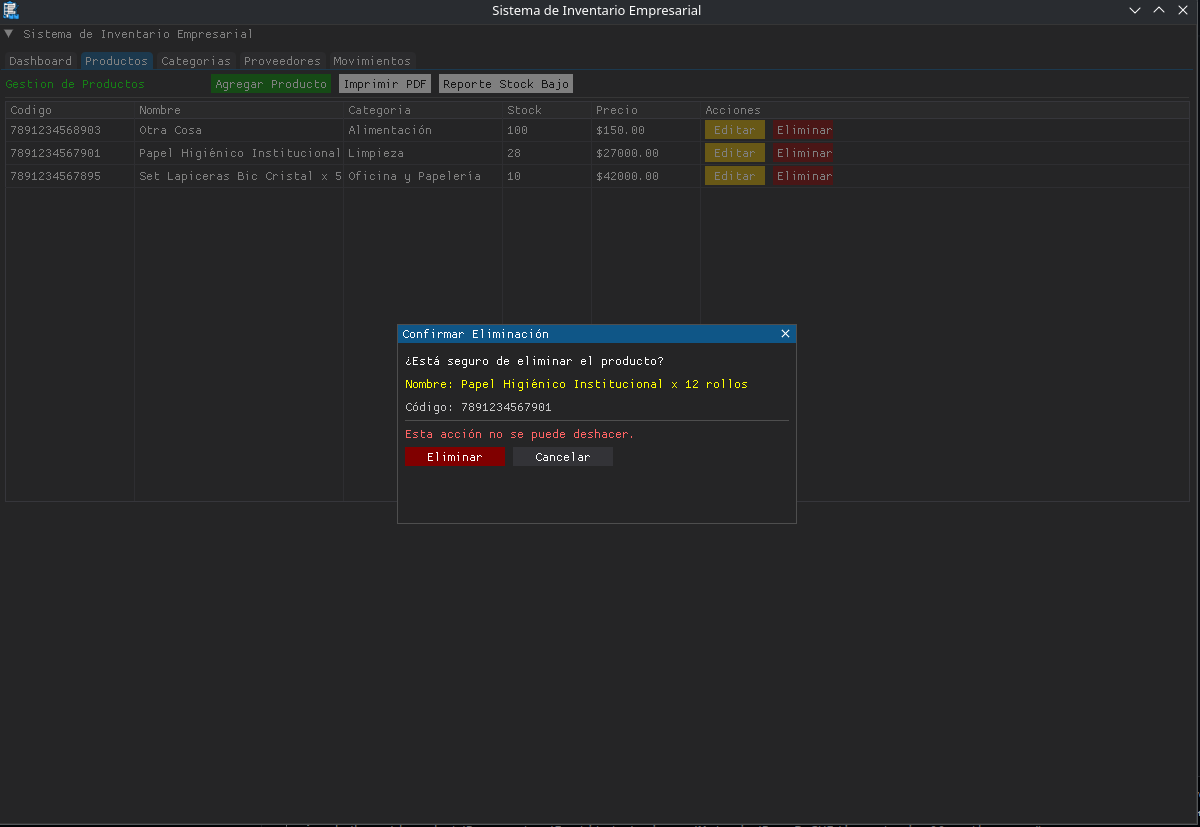 Sistema de Inventario Empresarial
Sistema de Inventario Empresarial
Dashboard Productos Categorias Proveedores Movimientos
Gestion de Productos Agregar Producto Imprimir PDF Reporte Stock Bajo
Codigo Nombre Categoria Stock Precio Acciones
7891234568903 Otra Cosa Alimentación 100 $150.00 Editar Eliminar
7891234567901 Papel Higiénico Institucional Limpieza 28 $27000.00 Editar Eliminar
7891234567895 Set Lapiceras Bic Cristal x 5 Oficina y Papelería 10 $42000.00 Editar Eliminar
Confirmar Eliminación
¿Está seguro de eliminar el producto?
Nombre: Papel Higiénico Institucional x 12 rollos
Código: 7891234567901
Esta acción no se puede deshacer.
Eliminar Cancelar